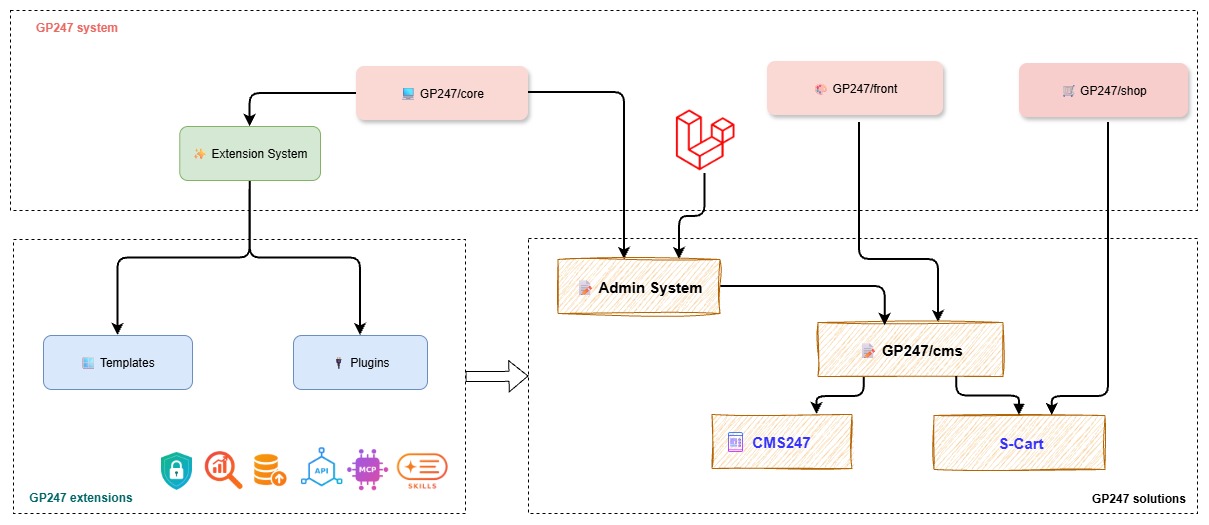 GP247 system
GP247/core
GP247/front
GP247/shop
Extension System
Admin System
GP247/cms
Templates
Plugins
CMS247
S-Cart
API
MCP
SKILLS
GP247 extensions
GP247 solutions